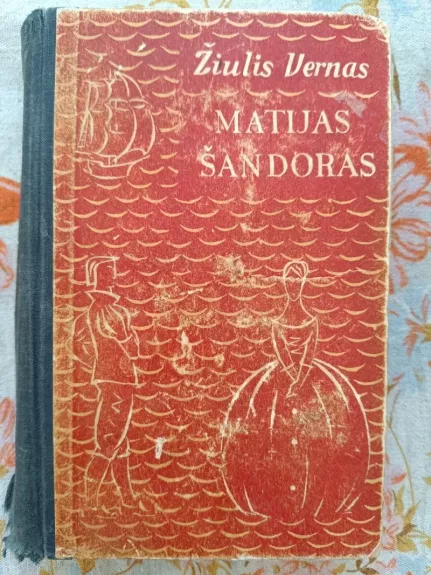 Žiulis Vernas
MATIJAS
ŠANDORAS